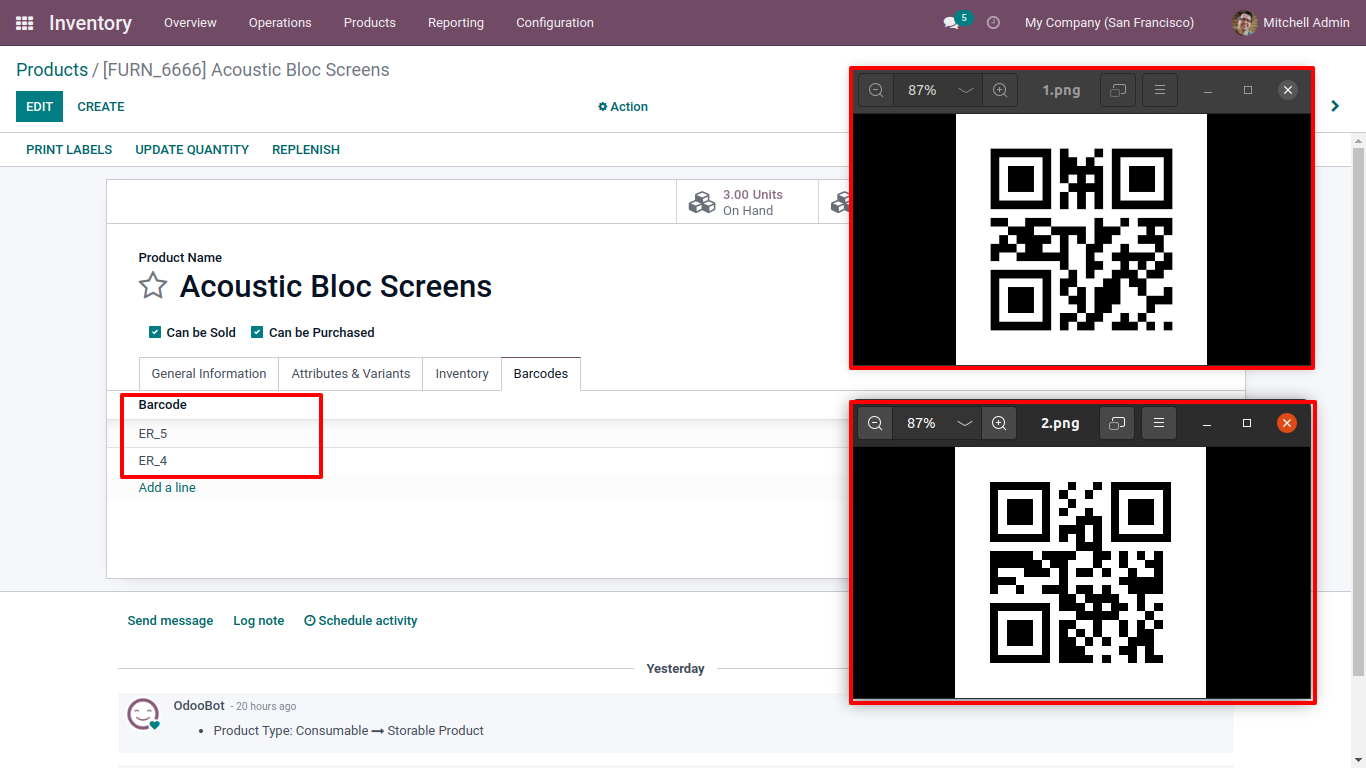 Inventory Overview Operations Products Reporting Configuration 5 My Company (San Francisco) Mitchell Admin
Products / [FURN_6666] Acoustic Bloc Screens
EDIT CREATE Action
PRINT LABELS UPDATE QUANTITY REPLENISH
3.00 Units
On Hand
Product Name
Acoustic Bloc Screens
Can be Sold Can be Purchased
General Information Attributes & Variants Inventory Barcodes
Barcode
ER_5
ER_4
Add a line
87% 1.png
87% 2.png
Send message Log note Schedule activity
Yesterday
OdooBot - 20 hours ago
• Product Type: Consumable → Storable Product